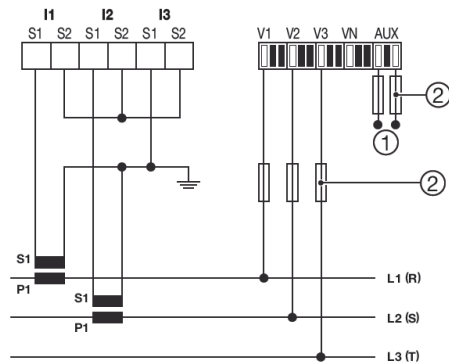 I1 I2 I3
S1 S2 S1 S2 S1 S2
V1 V2 V3 VN AUX
2
1
2
S1
P1
L1 (R)
S1
P1
L2 (S)
L3 (T)